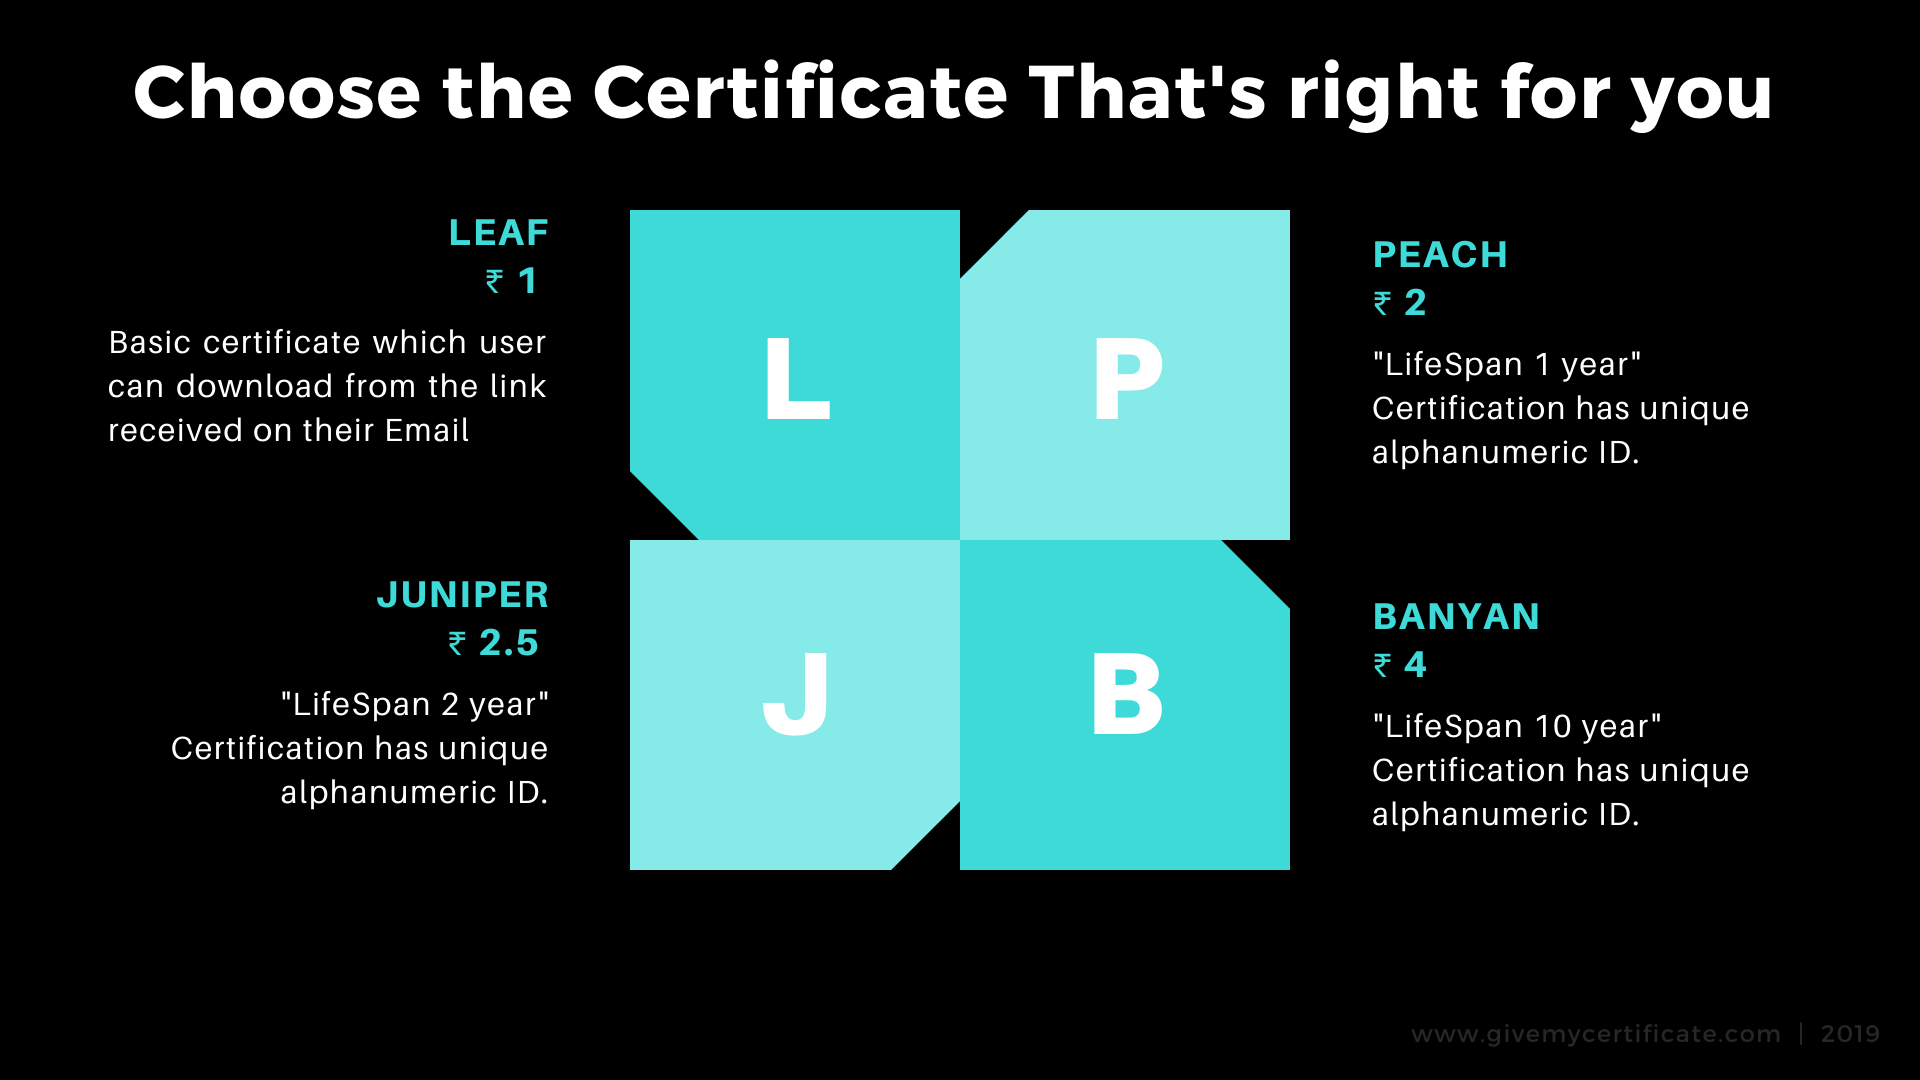 Choose the Certificate That's right for you
LEAF
₹ 1
Basic certificate which user
can download from the link
received on their Email
L
P
PEACH
₹ 2
"LifeSpan 1 year"
Certification has unique
alphanumeric ID.
JUNIPER
₹ 2.5
"LifeSpan 2 year"
Certification has unique
alphanumeric ID.
J
B
BANYAN
₹ 4
"LifeSpan 10 year"
Certification has unique
alphanumeric ID.
www.givemycertificate.com | 2019